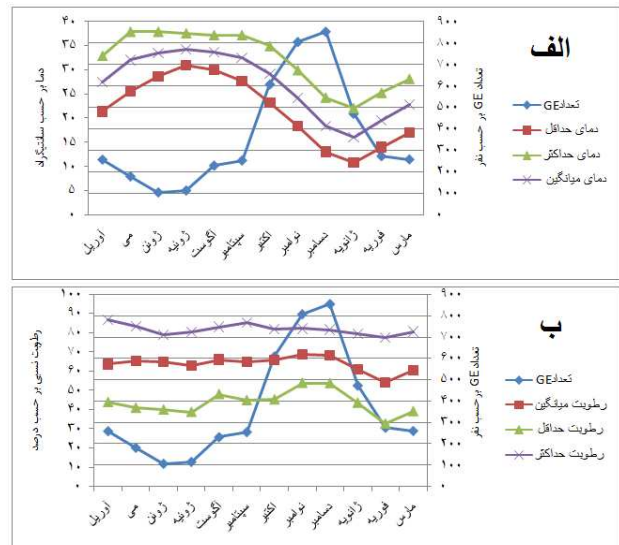 الف
دما بر حسب سانتیگراد
۴۰
۳۵
۳۰
۲۵
۲۰
۱۵
۱۰
۵
۰
۹۰۰
۸۰۰
۷۰۰
۶۰۰
۵۰۰
۴۰۰
۳۰۰
۲۰۰
۱۰۰
۰
تعداد GE بر حسب نفر
تعدادGE
دمای حداقل
دمای حداکثر
دمای میانگین
آوریل
می
ژوئن
ژوئیه
آگوست
سپتامبر
اکتبر
نوامبر
دسامبر
ژانویه
فوریه
مارس
ب
رطوبت نسبی بر حسب درصد
۱۰۰
۹۰
۸۰
۷۰
۶۰
۵۰
۴۰
۳۰
۲۰
۱۰
۰
۹۰۰
۸۰۰
۷۰۰
۶۰۰
۵۰۰
۴۰۰
۳۰۰
۲۰۰
۱۰۰
۰
تعداد GE برحسب نفر
تعدادGE
رطوبت میانگین
رطوبت حداقل
رطوبت حداکثر
آوریل
می
ژوئن
ژوئیه
آگوست
سپتامبر
اکتبر
نوامبر
دسامبر
ژانویه
فوریه
مارس